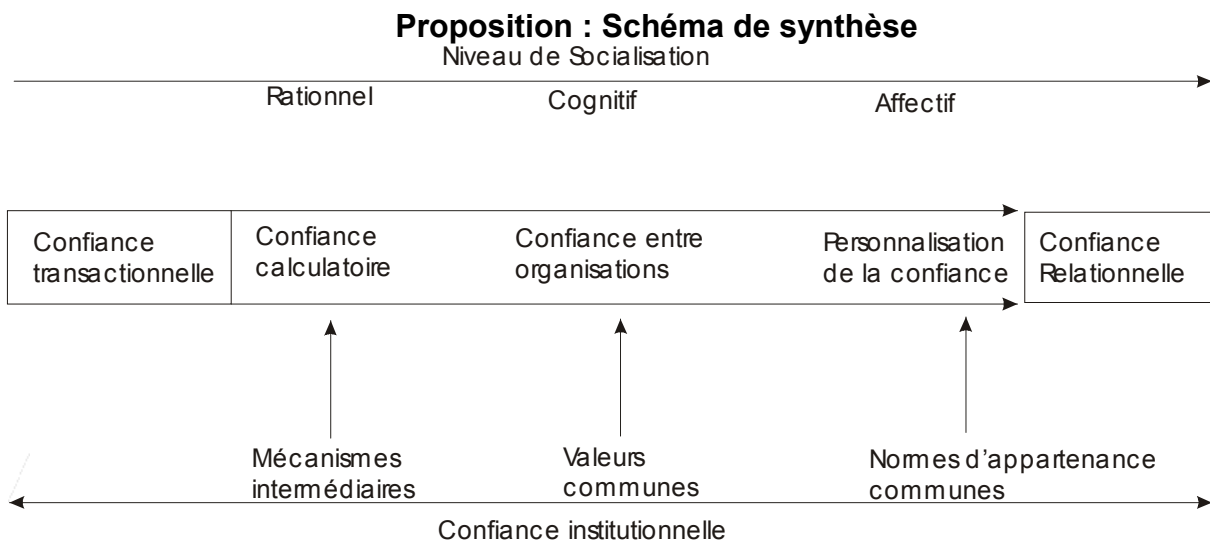 Proposition : Schéma de synthèse
Niveau de Socialisation
Rationnel
Cognitif
Affectif
Confiance
transactionnelle
Confiance
calculatoire
Confiance entre
organisations
Personnalisation
de la confiance
Confiance
Relationnelle
Mécanismes
intermédiaires
Valeurs
communes
Normes d'appartenance
communes
Confiance institutionnelle